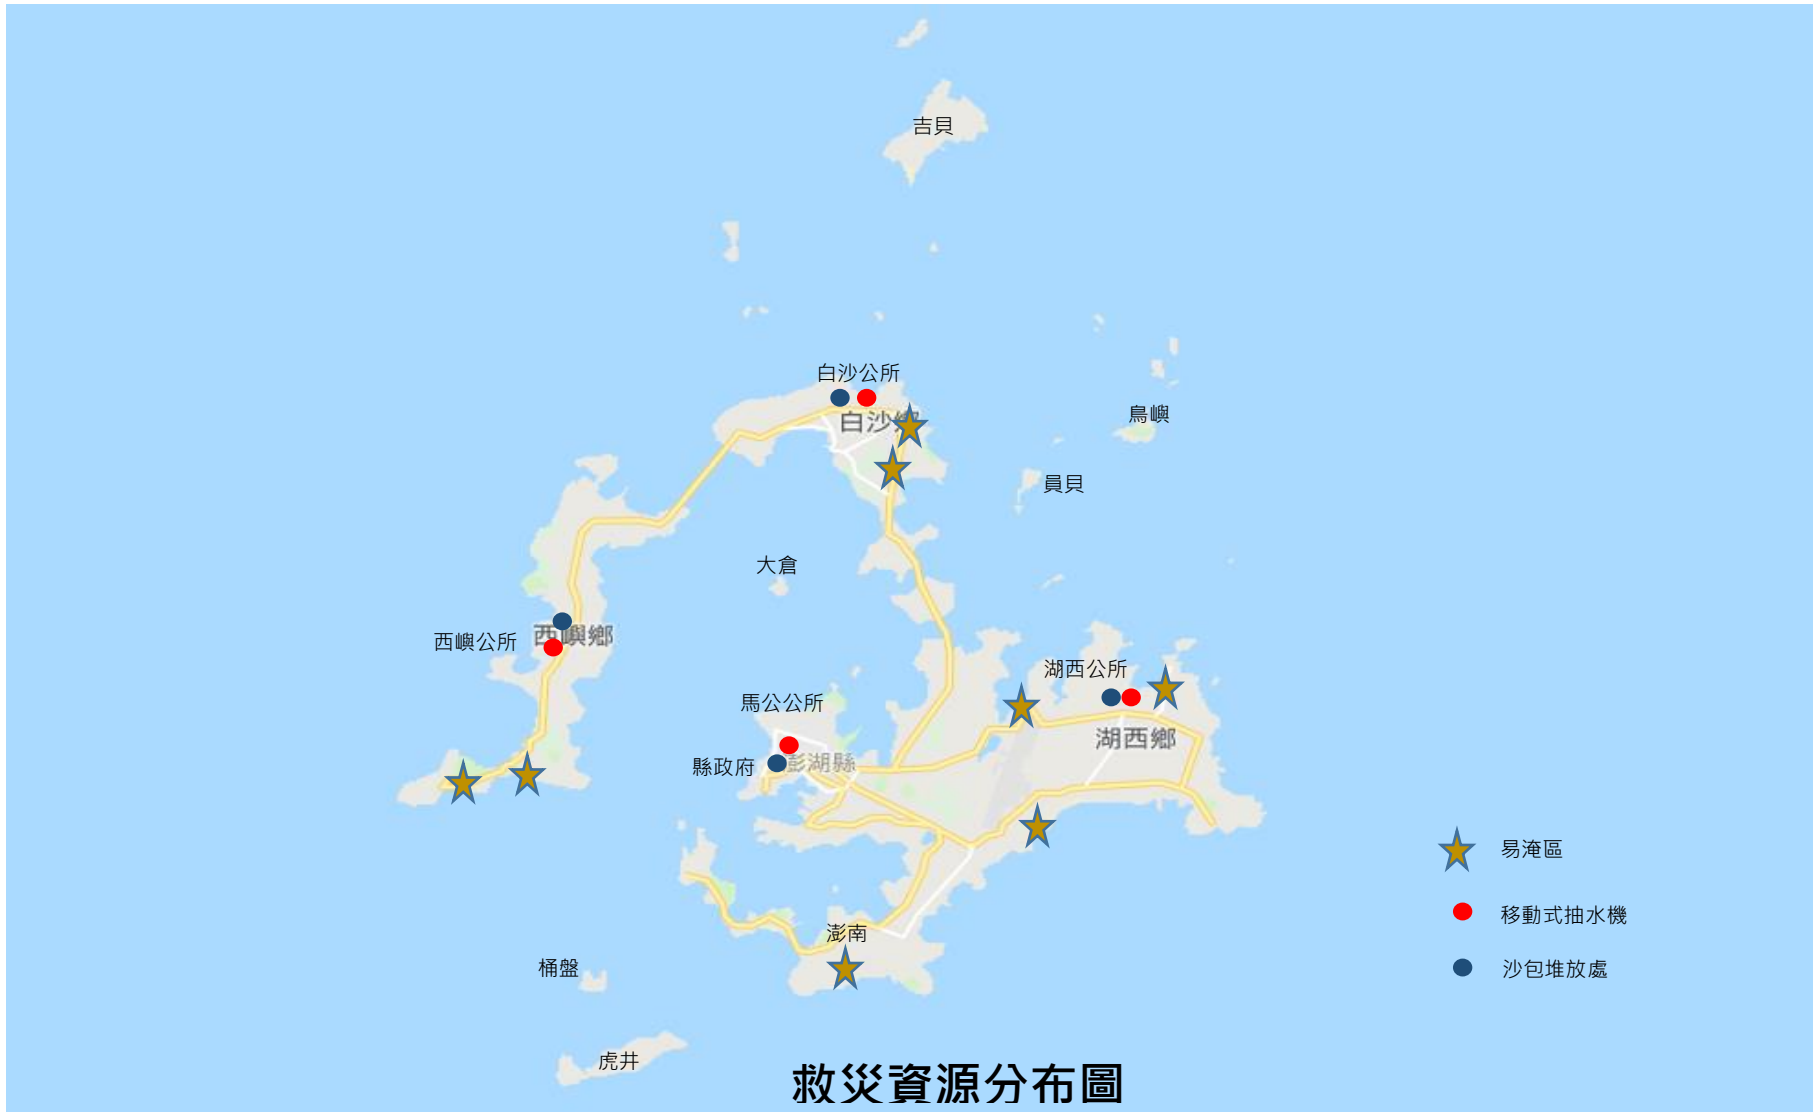 吉貝
白沙公所
白沙鄉
鳥嶼
員貝
大倉
西嶼公所
西嶼鄉
湖西公所
馬公公所
湖西鄉
縣政府
澎湖縣
易淹區
移動式抽水機
澎南
桶盤
沙包堆放處
虎井
救災資源分布圖